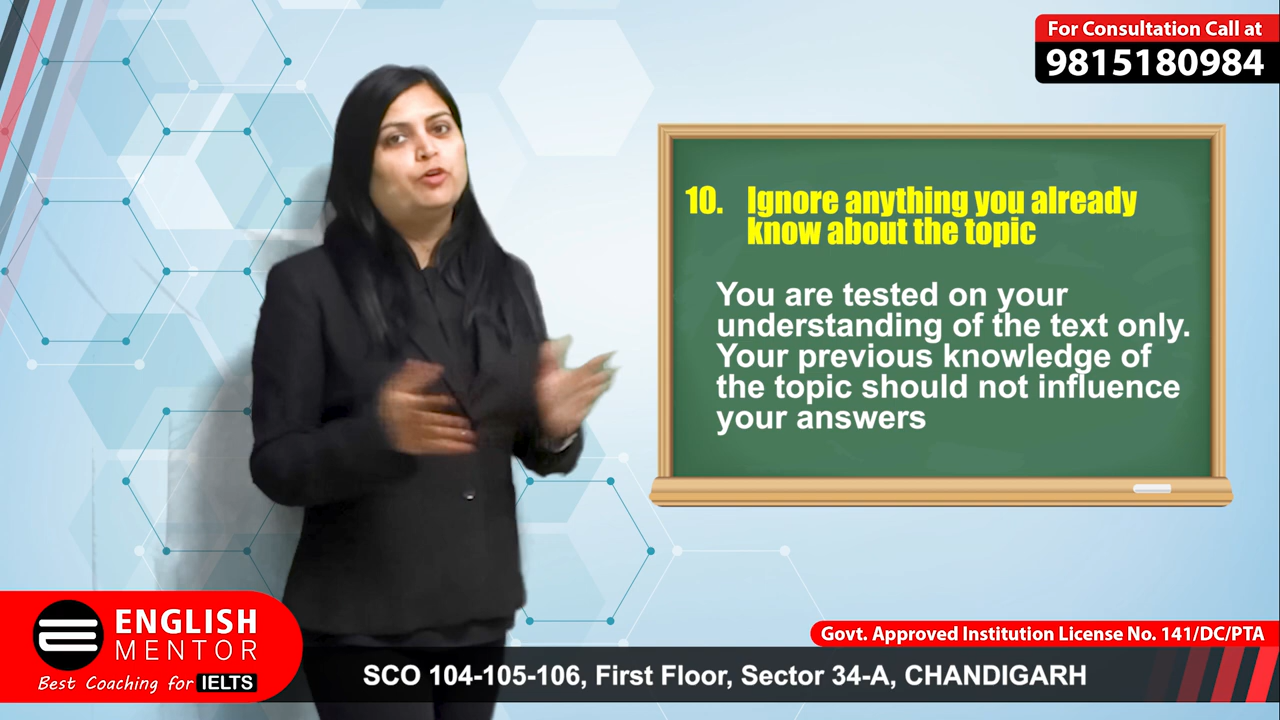 For Consultation Call at
9815180984
10. Ignore anything you already
know about the topic
You are tested on your
understanding of the text only.
Your previous knowledge of
the topic should not influence
your answers
ENGLISH
MENTOR
Best Coaching for IELTS
Govt. Approved Institution License No. 141/DC/PTA
SCO 104-105-106, First Floor, Sector 34-A, CHANDIGARH